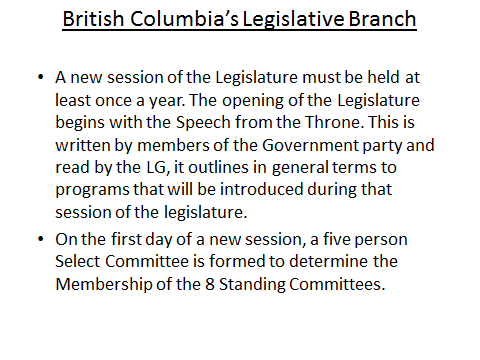 British Columbia's Legislative Branch
• A new session of the Legislature must be held at
least once a year. The opening of the Legislature
begins with the Speech from the Throne. This is
written by members of the Government party and
read by the LG, it outlines in general terms to
programs that will be introduced during that
session of the legislature.
• On the first day of a new session, a five person
Select Committee is formed to determine the
Membership of the 8 Standing Committees.